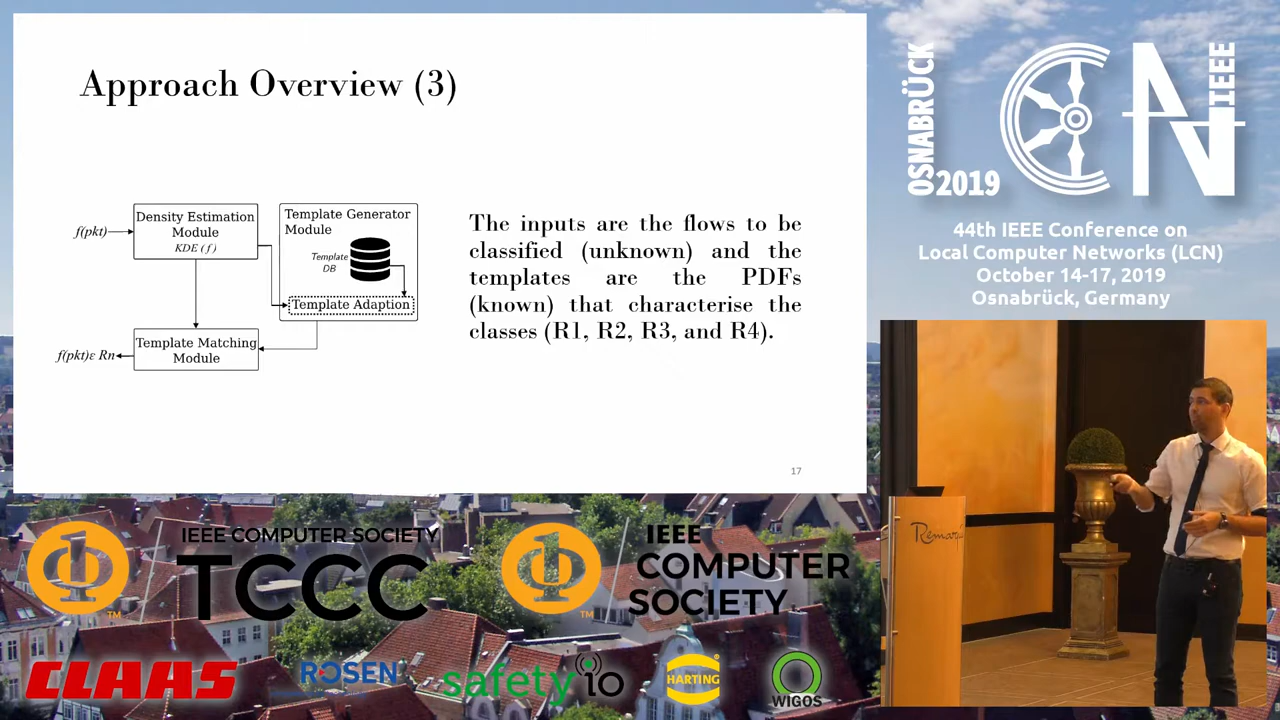 Approach Overview (3)
f(pkt)
Density Estimation
Module
KDE ( f )
Template Generator
Module
Template
DB
Template Adaption
Template Matching
Module
f(pkt)ε Rn
The inputs are the flows to be
classified (unknown) and the
templates are the PDFs
(known) that characterise the
classes (R1, R2, R3, and R4).
17
OSNABRÜCK
2019
CN
IEEE
44th IEEE Conference on
Local Computer Networks (LCN)
October 14-17, 2019
Osnabrück, Germany
IEEE COMPUTER SOCIETY
TCCC
TM
IEEE
COMPUTER
SOCIETY
TM
CLAAS
ROSEN
safety io
HARTING
WIGOS